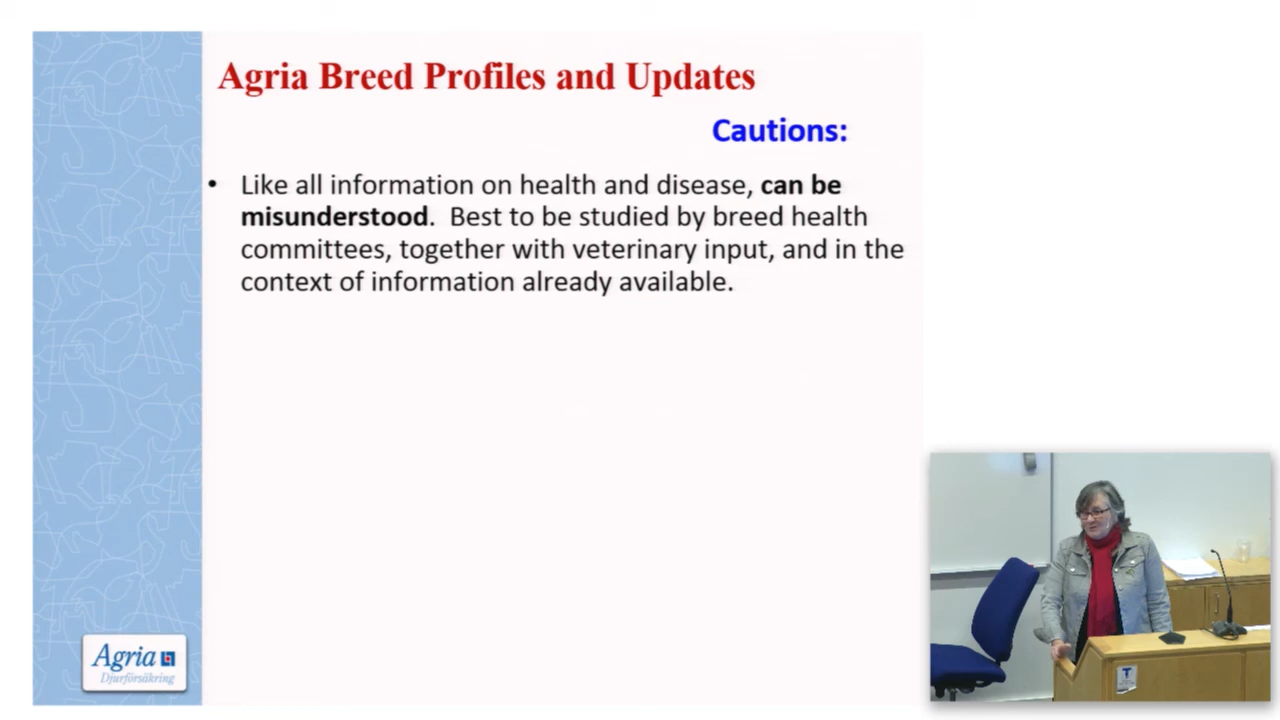 Agria Breed Profiles and Updates
Cautions:
• Like all information on health and disease, can be
misunderstood. Best to be studied by breed health
committees, together with veterinary input, and in the
context of information already available.
Agria
Djurförsäkring
T